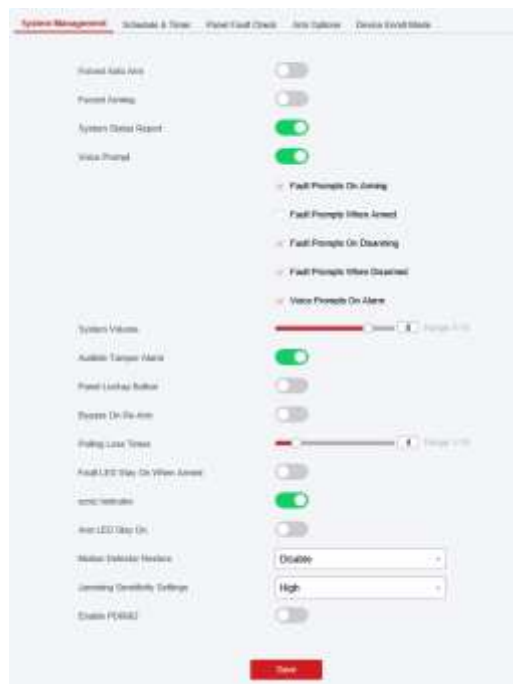 System Management Schedule & Timer Panel Fault Check Arm Options Device Enroll Mode
Forced Auto Arm
Forced Arming
System Status Report
Voice Prompt
Fault Prompts On Arming
Fault Prompts When Armed
Fault Prompts On Disarming
Fault Prompts When Disarmed
Voice Prompts On Alarm
System Volume
Audible Tamper Alarm
Panel Lockup Button
Bypass On Re-Arm
Polling Loss Times
Fault LED Stay On When Armed
Arm LED Stay On
Motion Detector Restore Disable
Jamming Sensitivity Settings High
Enable PD6662
Save